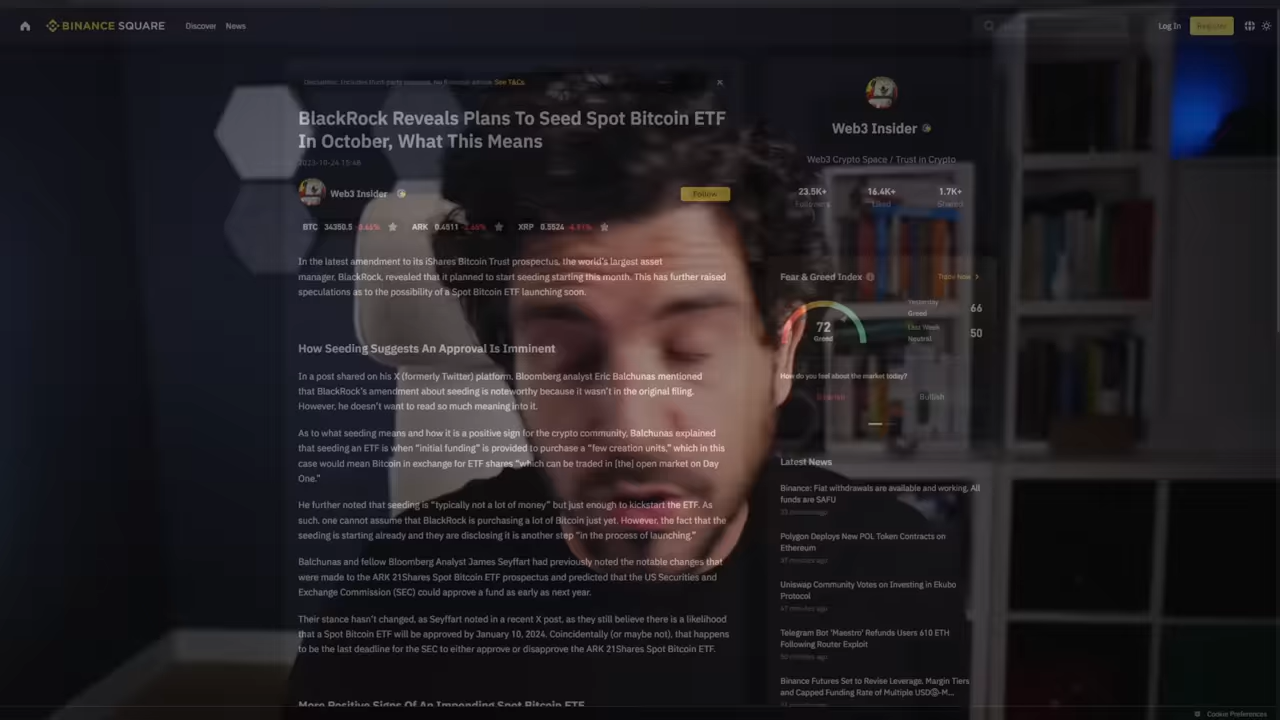 BINANCE SQUARE
Discover
News
Log In
Register
Disclaimer: Includes third-party opinions. No financial advice. See T&Cs.
BlackRock Reveals Plans To Seed Spot Bitcoin ETF
In October, What This Means
2023-10-24 15:48
Web3 Insider
Follow
BTC 34350.5 ARK 0.4511 XRP 0.5524 -4.91%
In the latest amendment to its iShares Bitcoin Trust prospectus, the world's largest asset
manager, BlackRock, revealed that it planned to start seeding starting this month. This has further raised
speculations as to the possibility of a Spot Bitcoin ETF launching soon.
How Seeding Suggests An Approval Is Imminent
In a post shared on his X (formerly Twitter) platform, Bloomberg analyst Eric Balchunas mentioned
that BlackRock's amendment about seeding is noteworthy because it wasn't in the original filing.
However, he doesn't want to read so much meaning into it.
As to what seeding means and how it is a positive sign for the crypto community, Balchunas explained
that seeding an ETF is when "initial funding" is provided to purchase a "few creation units," which in this
case would mean Bitcoin in exchange for ETF shares "which can be traded in [the] open market on Day
One."
He further noted that seeding is "typically not a lot of money" but just enough to kickstart the ETF. As
such, one cannot assume that BlackRock is purchasing a lot of Bitcoin just yet. However, the fact that the
seeding is starting already and they are disclosing it is another step "in the process of launching."
Balchunas and fellow Bloomberg Analyst James Seyffart had previously noted the notable changes that
were made to the ARK 21Shares Spot Bitcoin ETF prospectus and predicted that the US Securities and
Exchange Commission (SEC) could approve a fund as early as next year.
Their stance hasn't changed, as Seyffart noted in a recent X post, as they still believe there is a likelihood
that a Spot Bitcoin ETF will be approved by January 10, 2024. Coincidentally (or maybe not), that happens
to be the last deadline for the SEC to either approve or disapprove the ARK 21Shares Spot Bitcoin ETF.
More Positive Signs Of An Impending Spot Bitcoin ETF
Web3 Insider
Web3 Crypto Space / Trust in Crypto
23.5K+ 16.4K+ 1.7K+
Followers Liked Shared
Fear & Greed Index
Trade Now
72
Greed
Yesterday
Greed
66
Last Week
Neutral
50
How do you feel about the market today?
Bearish
Bullish
Latest News
Binance: Fiat withdrawals are available and working, All
funds are SAFU
Polygon Deploys New POL Token Contracts on
Ethereum
37 minutes ago
Uniswap Community Votes on Investing in Ekubo
Protocol
47 minutes ago
Telegram Bot 'Maestro' Refunds Users 610 ETH
Following Router Exploit
Binance Futures Set to Revise Leverage, Margin Tiers
and Capped Funding Rate of Multiple USDⓈ-M...
Cookie Preferences